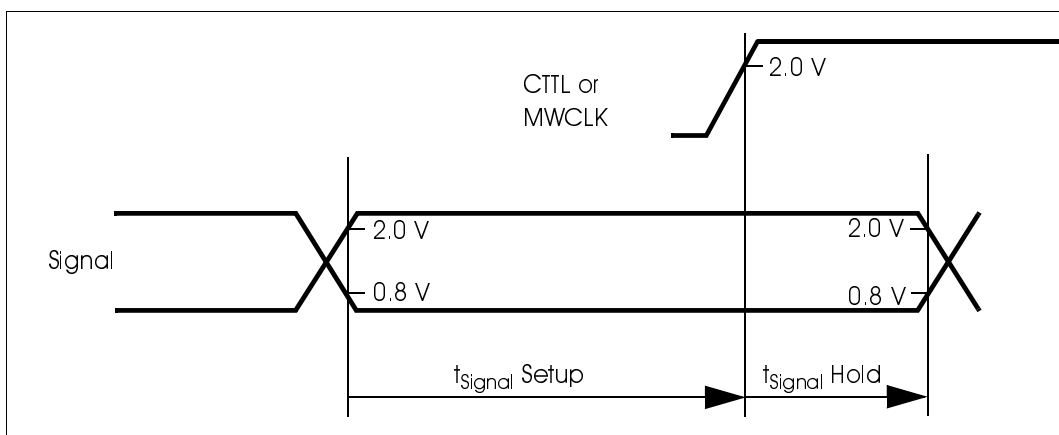 CTTL or
MWCLK
2.0 V
Signal
2.0 V
0.8 V
2.0 V
0.8 V
tSignal Setup
tSignal Hold